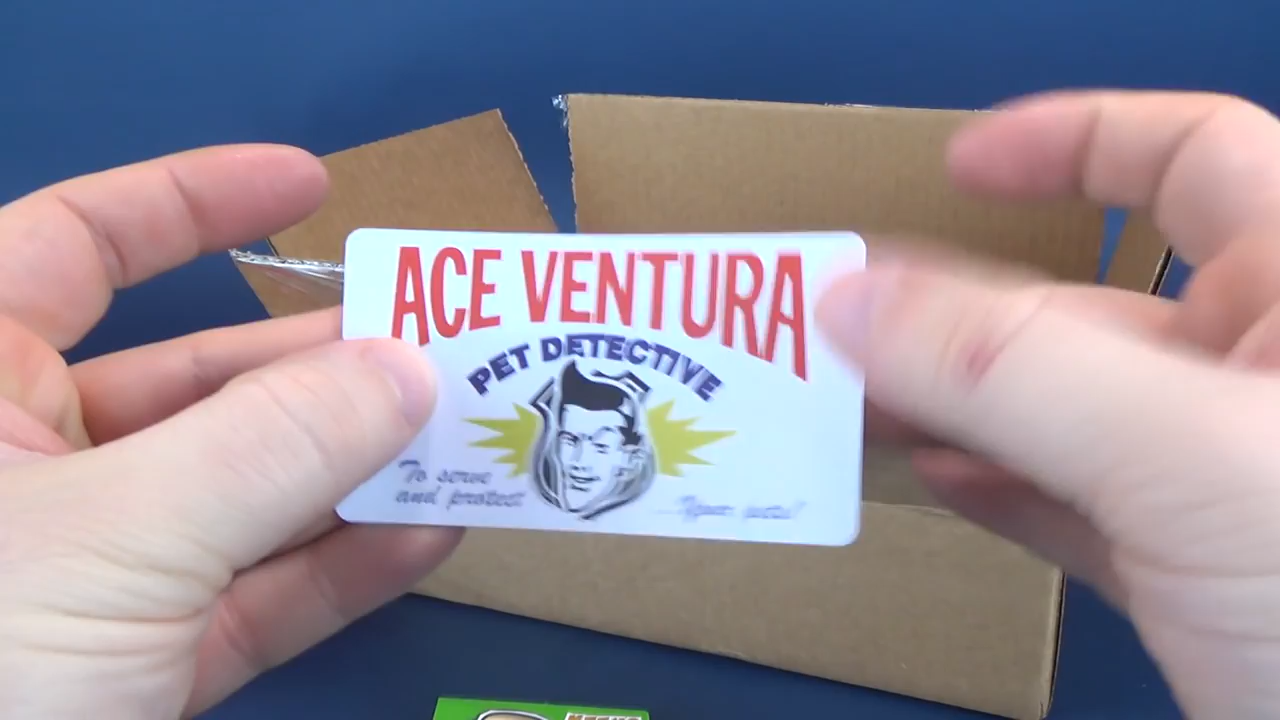 ACE VENTURA
PET DETECTIVE
To serve
and protect
...Your pets!